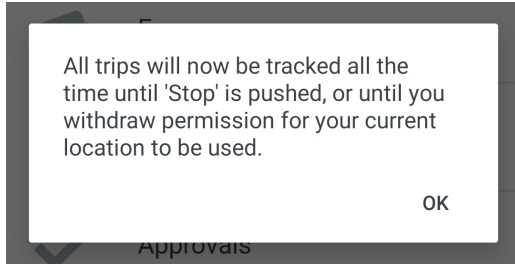 All trips will now be tracked all the
time until 'Stop' is pushed, or until you
withdraw permission for your current
location to be used.
OK
Approvals